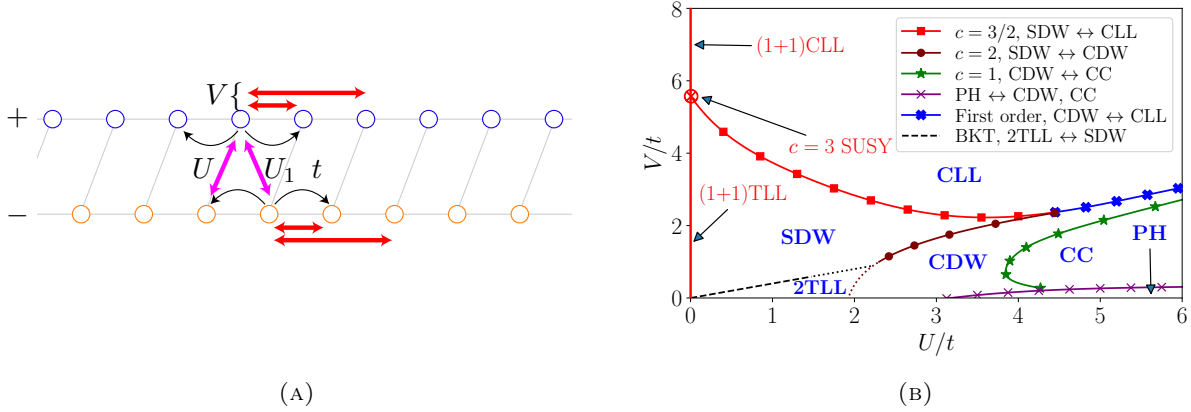 +
−
V{
U
U₁
t
(A)
V/t
8
6
4
2
0
0
1
2
3
4
5
6
U/t
c = 3/2, SDW ↔ CLL
c = 2, SDW ↔ CDW
c = 1, CDW ↔ CC
PH ↔ CDW, CC
First order, CDW ↔ CLL
BKT, 2TLL ↔ SDW
(1+1)CLL
c = 3 SUSY
CLL
(1+1)TLL
SDW
CDW
CC
PH
2TLL
(B)